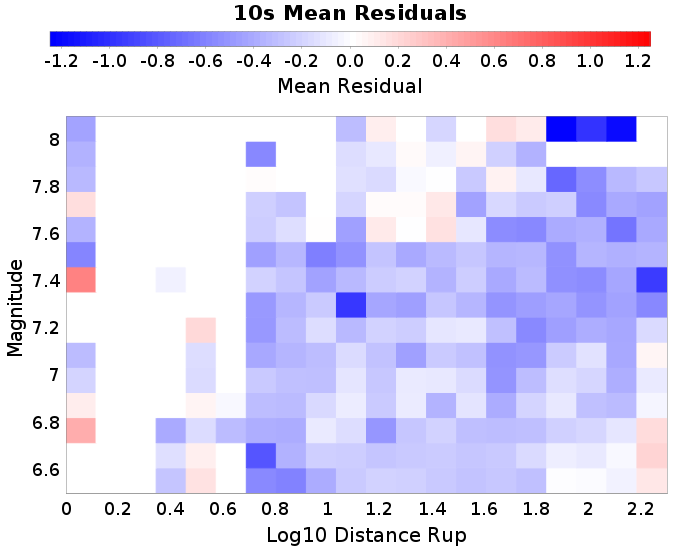 10s Mean Residuals
-1.2 -1.0 -0.8 -0.6 -0.4 -0.2 0.0 0.2 0.4 0.6 0.8 1.0 1.2
Mean Residual
8
7.8
7.6
7.4
7.2
7
6.8
6.6
Magnitude
0 0.2 0.4 0.6 0.8 1 1.2 1.4 1.6 1.8 2 2.2
Log10 Distance Rup